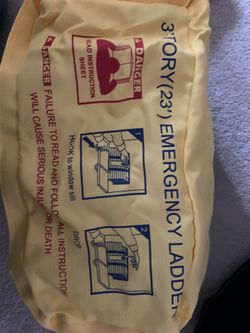 3 STORY (23') EMERGENCY LADDER
⚠ DANGER
READ INSTRUCTION
SHEET
1
HOOK to window sill
2
DROP
⚠ DANGER FAILURE TO READ AND FOLLOW ALL INSTRUCTION
WILL CAUSE SERIOUS INJURY OR DEATH